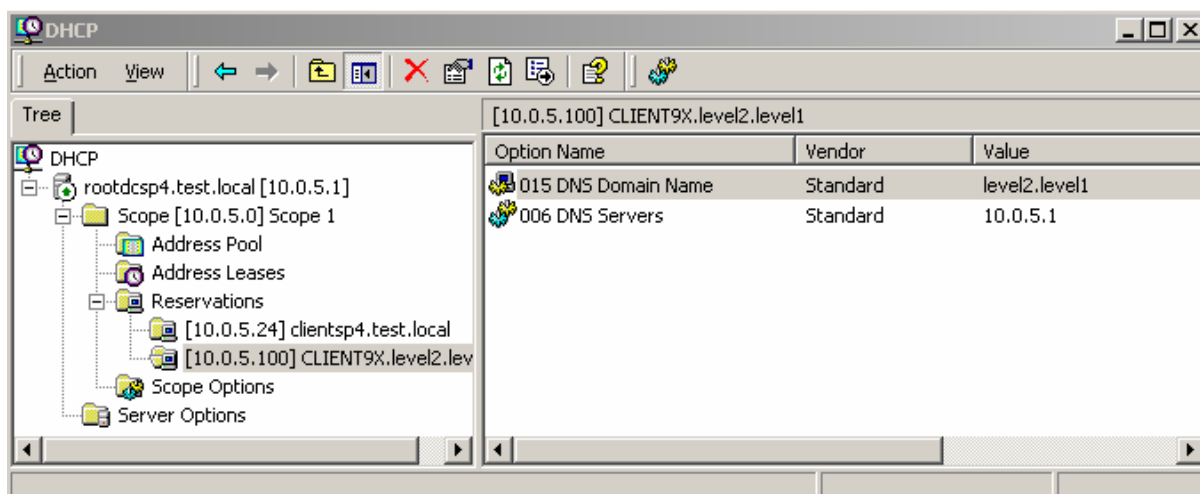 DHCP
Action View
Tree
DHCP
rootdcsp4.test.local [10.0.5.1]
Scope [10.0.5.0] Scope 1
Address Pool
Address Leases
Reservations
[10.0.5.24] clientsp4.test.local
[10.0.5.100] CLIENT9X.level2.lev
Scope Options
Server Options
[10.0.5.100] CLIENT9X.level2.level1
Option Name Vendor Value
015 DNS Domain Name Standard level2.level1
006 DNS Servers Standard 10.0.5.1